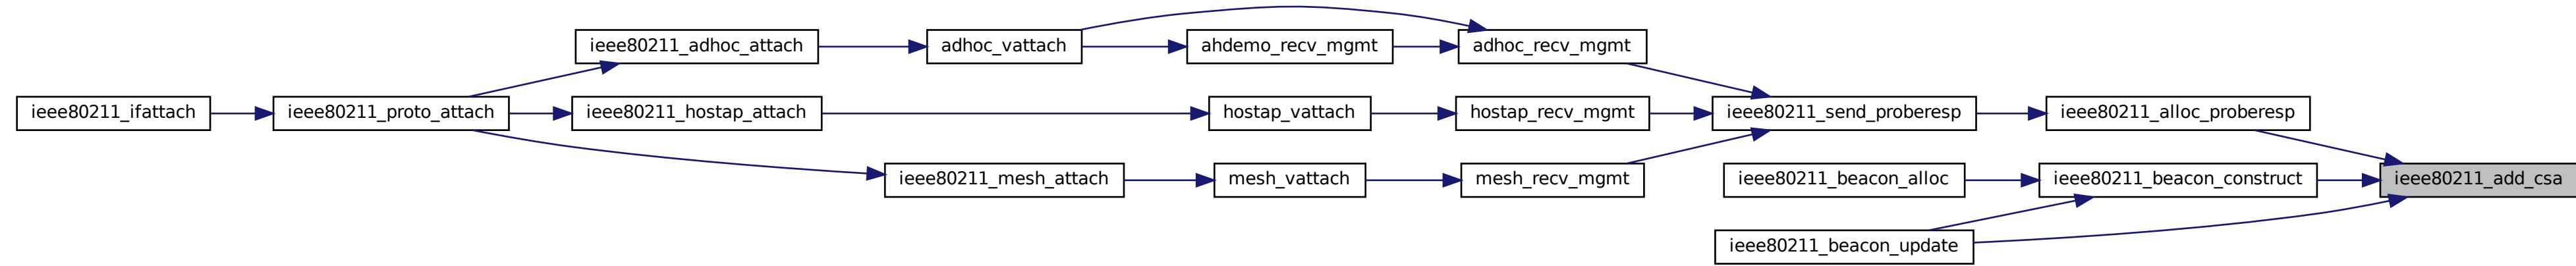 ieee80211_adhoc_attach
adhoc_vattach
ahdemo_recv_mgmt
adhoc_recv_mgmt
ieee80211_ifattach
ieee80211_proto_attach
ieee80211_hostap_attach
hostap_vattach
hostap_recv_mgmt
ieee80211_send_proberesp
ieee80211_alloc_proberesp
ieee80211_mesh_attach
mesh_vattach
mesh_recv_mgmt
ieee80211_beacon_alloc
ieee80211_beacon_construct
ieee80211_add_csa
ieee80211_beacon_update